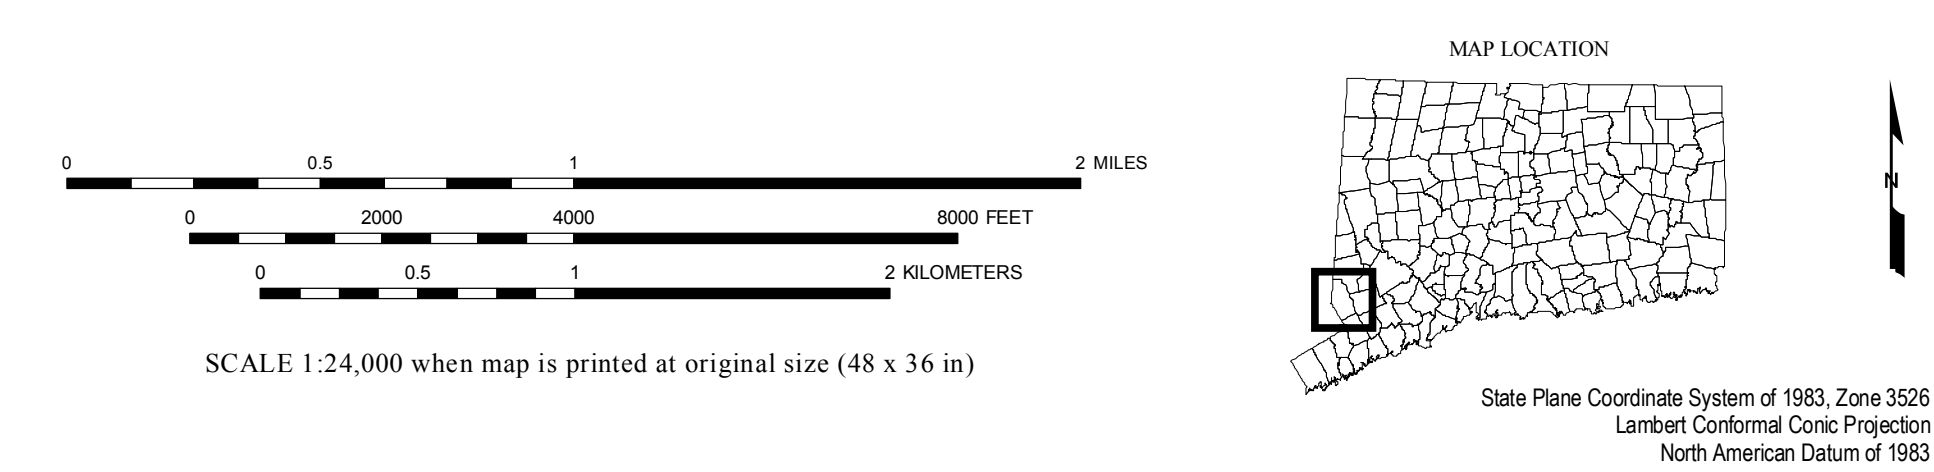 MAP LOCATION
0 0.5 1 2 MILES
0 2000 4000 8000 FEET
0 0.5 1 2 KILOMETERS
N
SCALE 1:24,000 when map is printed at original size (48 x 36 in)
State Plane Coordinate System of 1983, Zone 3526
Lambert Conformal Conic Projection
North American Datum of 1983